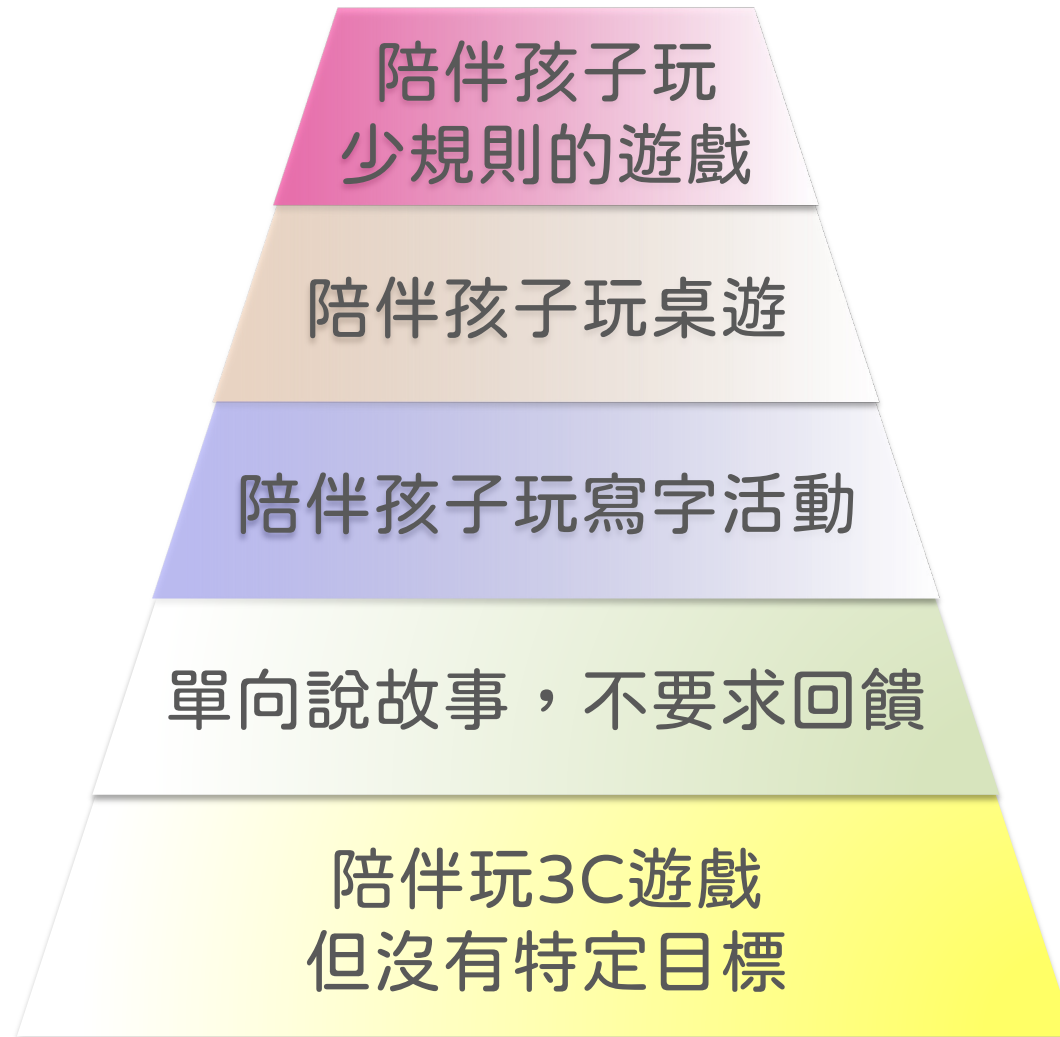 陪伴孩子玩
少規則的遊戲
陪伴孩子玩桌遊
陪伴孩子玩寫字活動
單向說故事，不要求回饋
陪伴玩3C遊戲
但沒有特定目標